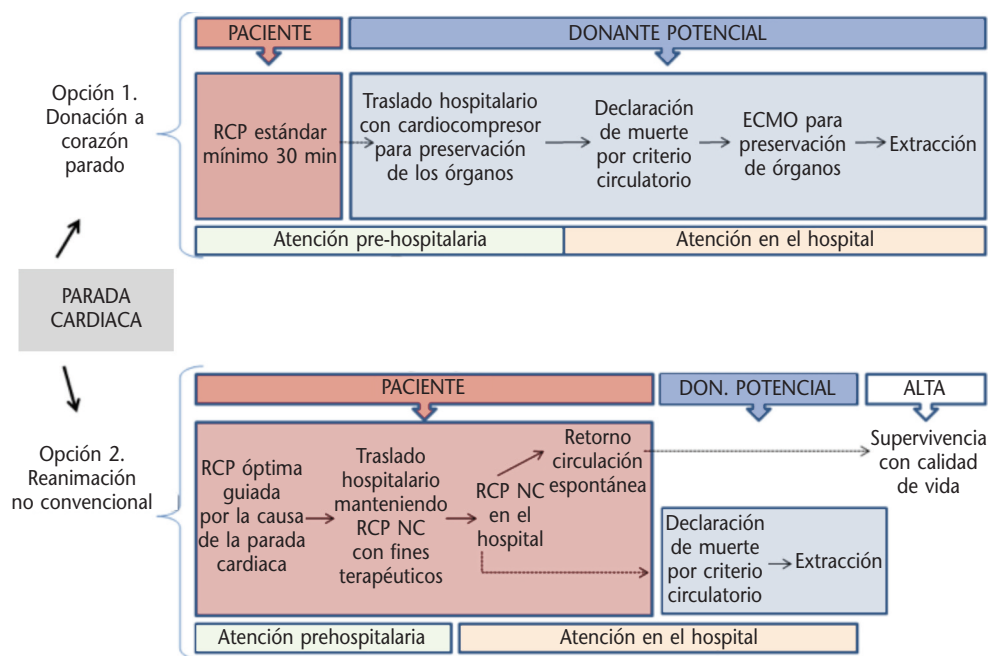 PACIENTE
DONANTE POTENCIAL
Opción 1.
Donación a
corazón
parado
RCP estándar
mínimo 30 min
Traslado hospitalario
con cardiocompresor
para preservación
de los órganos
Declaración
de muerte
por criterio
circulatorio
ECMO para
preservación
de órganos
Extracción
Atención pre-hospitalaria
Atención en el hospital
PARADA
CARDIACA
PACIENTE
DON. POTENCIAL
ALTA
Opción 2.
Reanimación
no convencional
RCP óptima
guiada
por la causa
de la parada
cardiaca
Traslado
hospitalario
manteniendo
RCP NC
con fines
terapéuticos
RCP NC
en el
hospital
Retorno
circulación
espontánea
Supervivencia
con calidad
de vida
Declaración
de muerte
por criterio
circulatorio
Extracción
Atención prehospitalaria
Atención en el hospital